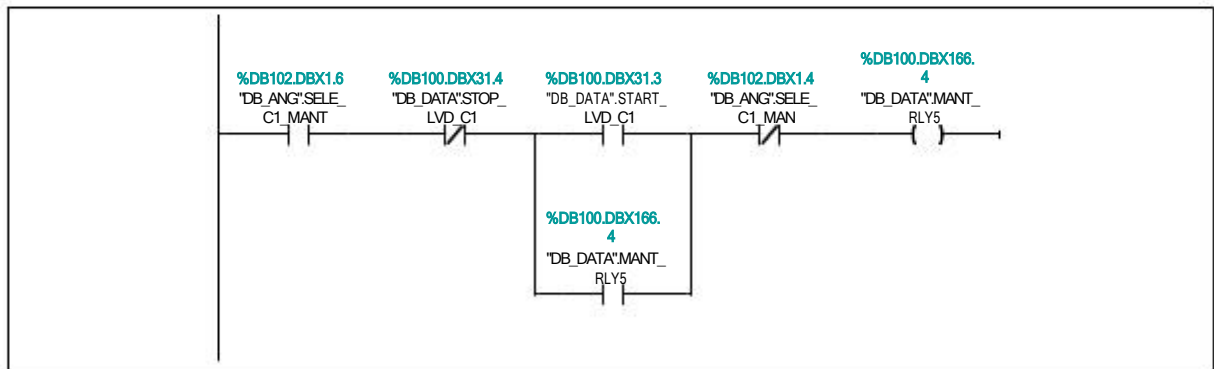 %DB102.DBX1.6
"DB_ANG".SELE_
C1_MANT
%DB100.DBX31.4
"DB_DATA".STOP_
LVD_C1
%DB100.DBX31.3
"DB_DATA".START_
LVD_C1
%DB102.DBX1.4
"DB_ANG".SELE_
C1_MAN
%DB100.DBX166.
4
"DB_DATA".MANT_
RLY5
%DB100.DBX166.
4
"DB_DATA".MANT_
RLY5